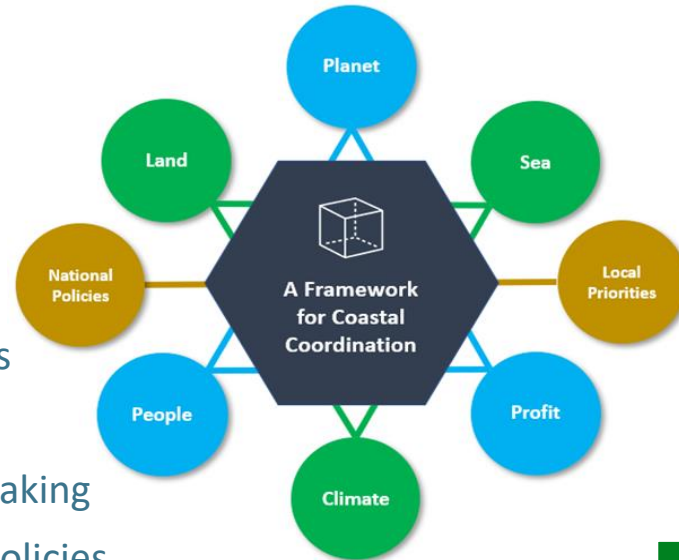 Planet
Land
Sea
A Framework
for Coastal
Coordination
National
Policies
Local
Priorities
s
People
Profit
aking
Climate
olicies